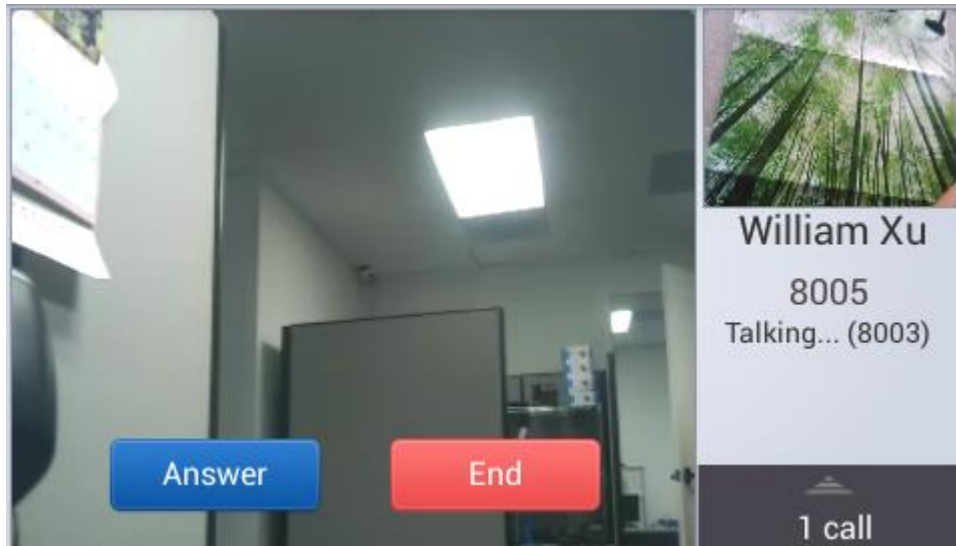 Answer
End
William Xu
8005
Talking... (8003)
1 call